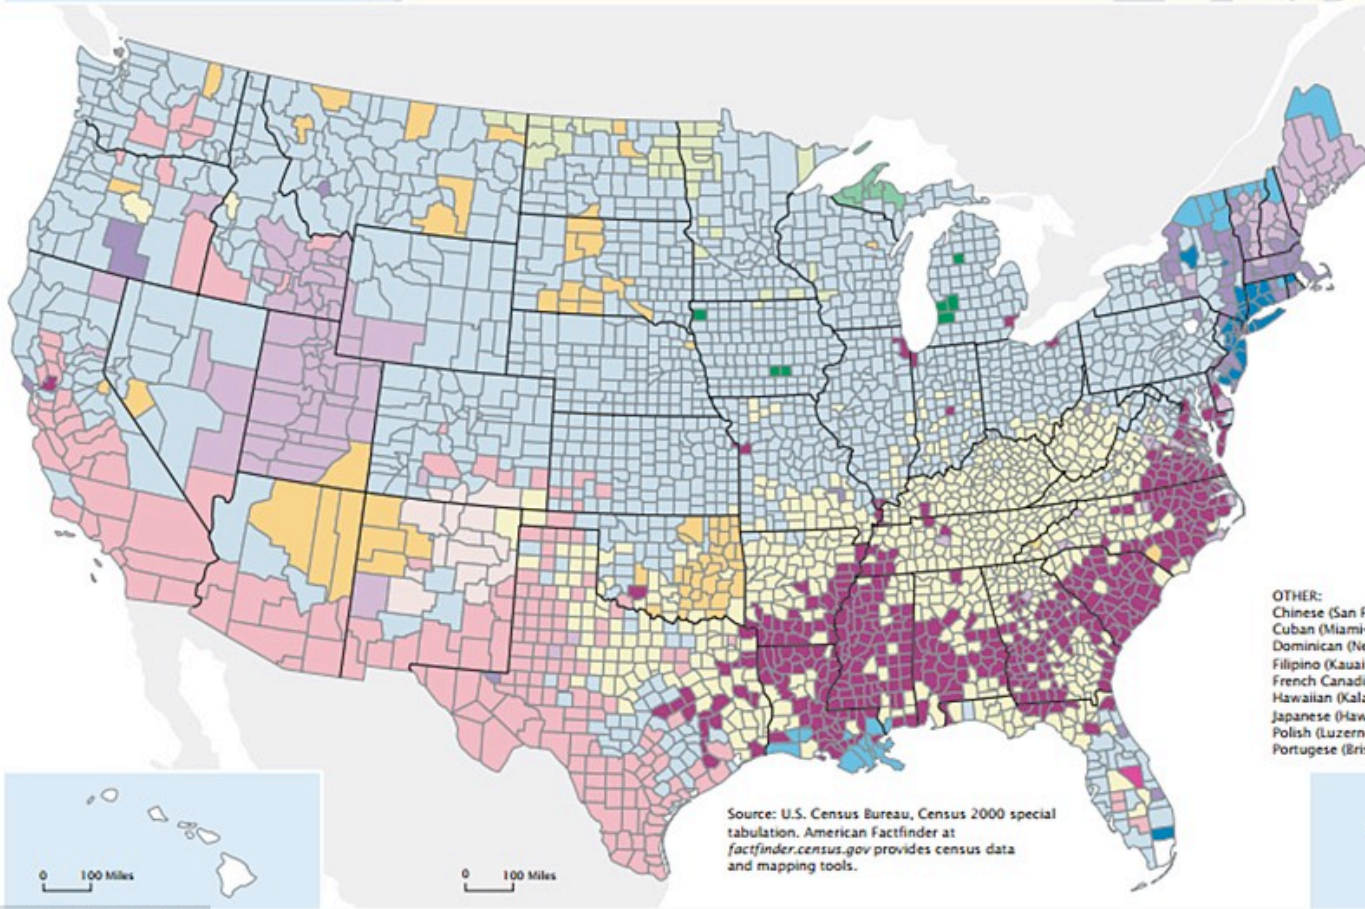 OTHER:
Chinese (San
Cuban (Miami-
Dominican (Ne
Filipino (Kauai
French Canadi
Hawaiian (Kala
Japanese (Haw
Polish (Luzern
Portugese (Bris
Source: U.S. Census Bureau, Census 2000 special
tabulation. American Factfinder at
factfinder.census.gov provides census data
and mapping tools.
0 100 Miles
0 100 Miles